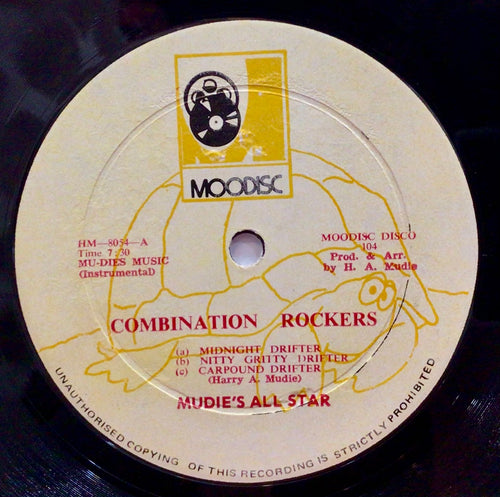 MOODISC
HM—8054—A
Time 7:30
MU-DIES MUSIC
(Instrumental)
MOODISC DISCO
104
Prod. & Arr.
by H. A. Mudie
COMBINATION ROCKERS
(a) MIDNIGHT DRIFTER
(b) NITTY GRITTY DRIFTER
(c) CARPOUND DRIFTER
(Harry A. Mudie)
MUDIE'S ALL STAR
UNAUTHORISED COPYING OF THIS RECORDING IS STRICTLY PROHIBITED